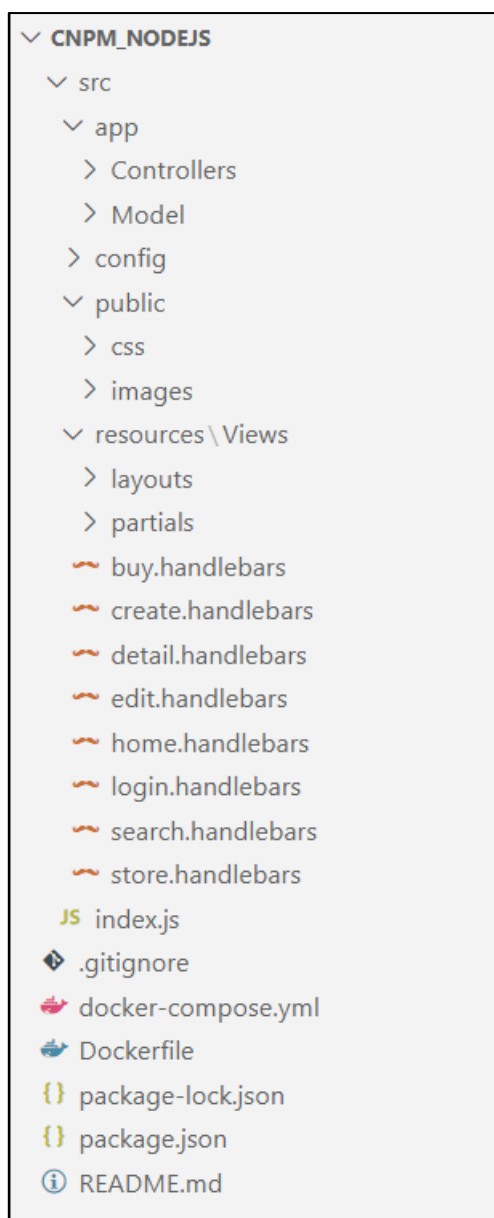 CNPM_NODEJS
src
app
Controllers
Model
config
public
css
images
resources\Views
layouts
partials
buy.handlebars
create.handlebars
detail.handlebars
edit.handlebars
home.handlebars
login.handlebars
search.handlebars
store.handlebars
JS index.js
.gitignore
docker-compose.yml
Dockerfile
{} package-lock.json
{} package.json
README.md